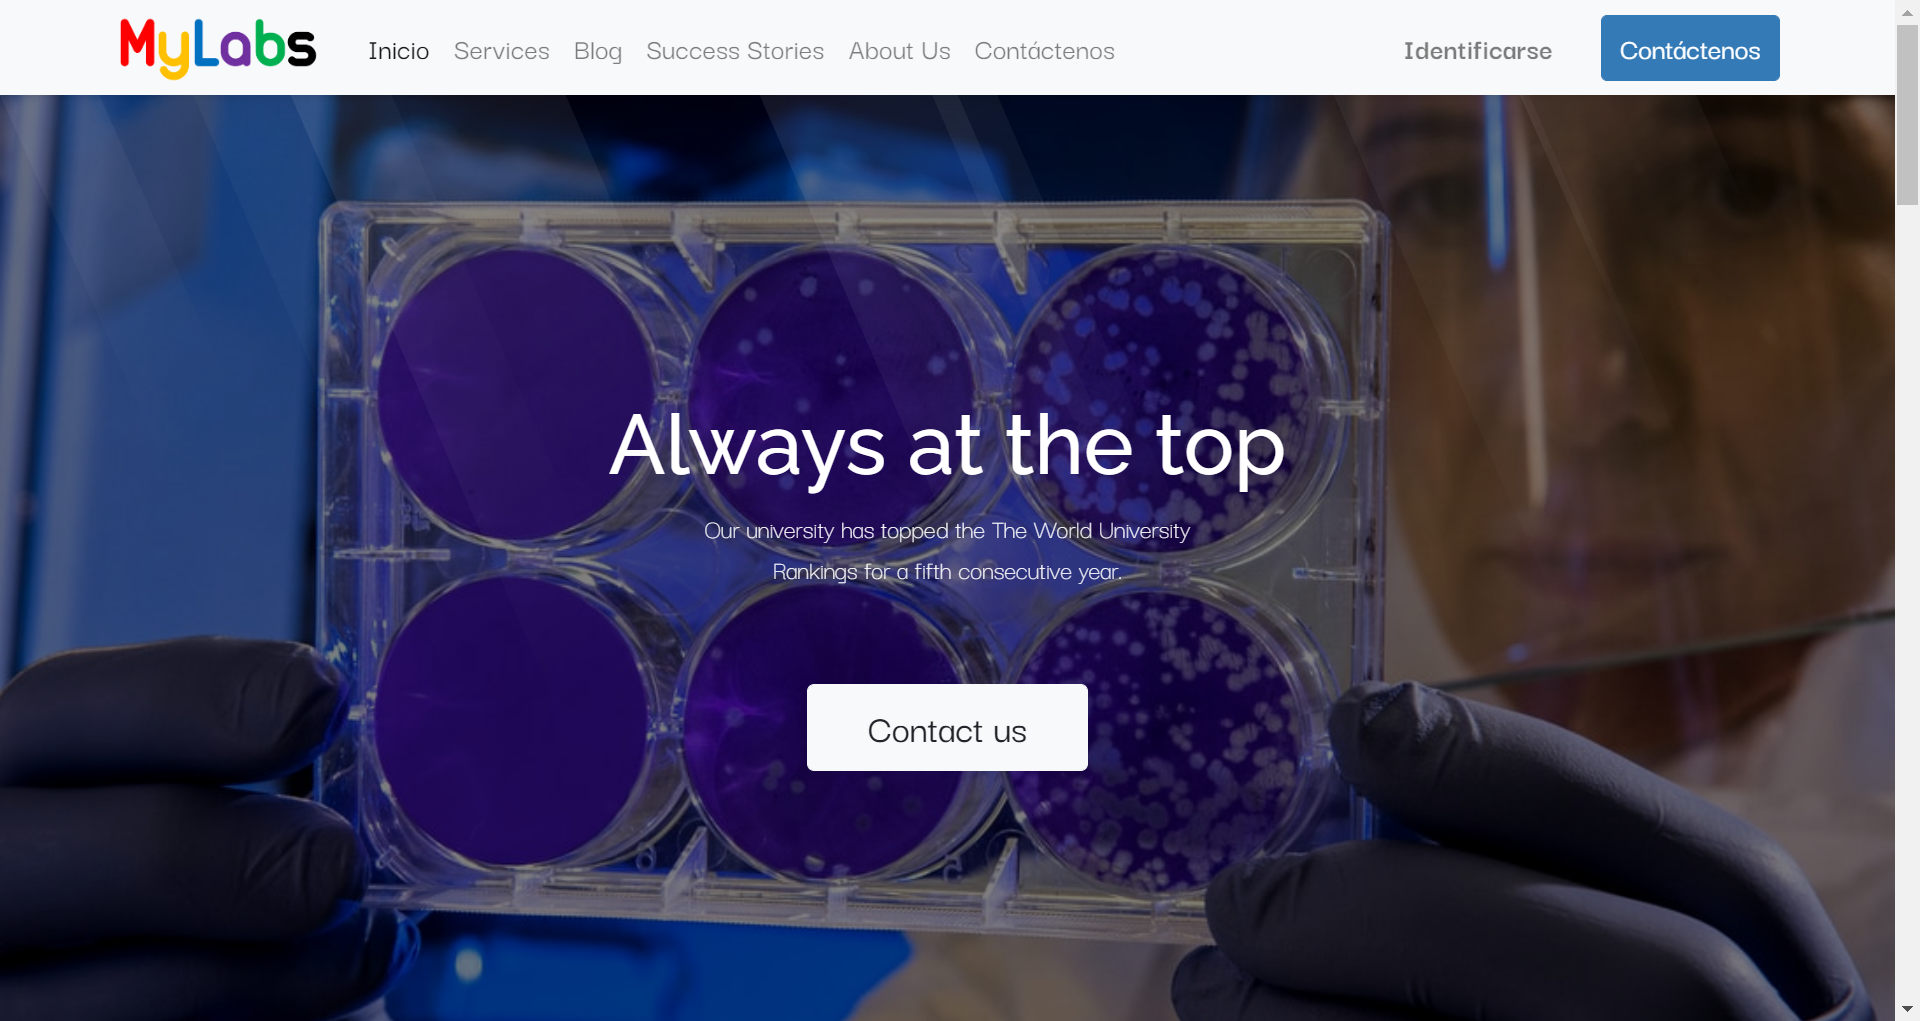 MyLabs
Inicio Services Blog Success Stories About Us Contáctenos Identificarse Contáctenos
Always at the top
Our university has topped the The World University
Rankings for a fifth consecutive year.
Contact us